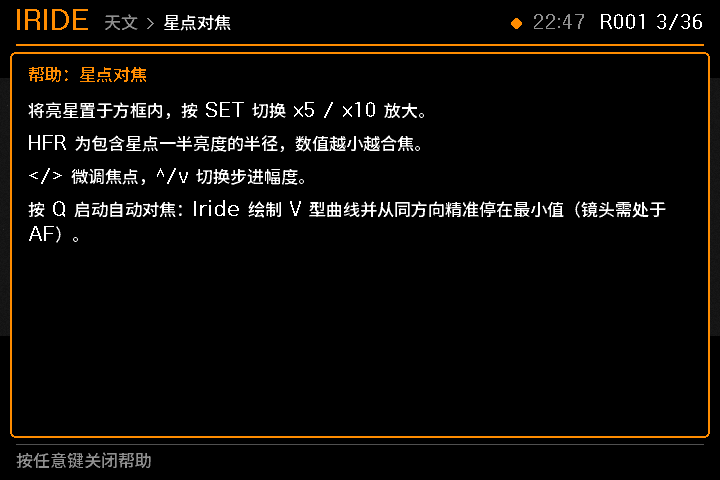 IRIDE 天文 > 星点对焦 ◆ 22:47 R001 3/36
帮助：星点对焦
将亮星置于方框内，按 SET 切换 x5 / x10 放大。
HFR 为包含星点一半亮度的半径，数值越小越合焦。
</> 微调焦点，^/v 切换步进幅度。
按 Q 启动自动对焦：Iride 绘制 V 型曲线并从同方向精准停在最小值（镜头需处于
AF）。
按任意键关闭帮助